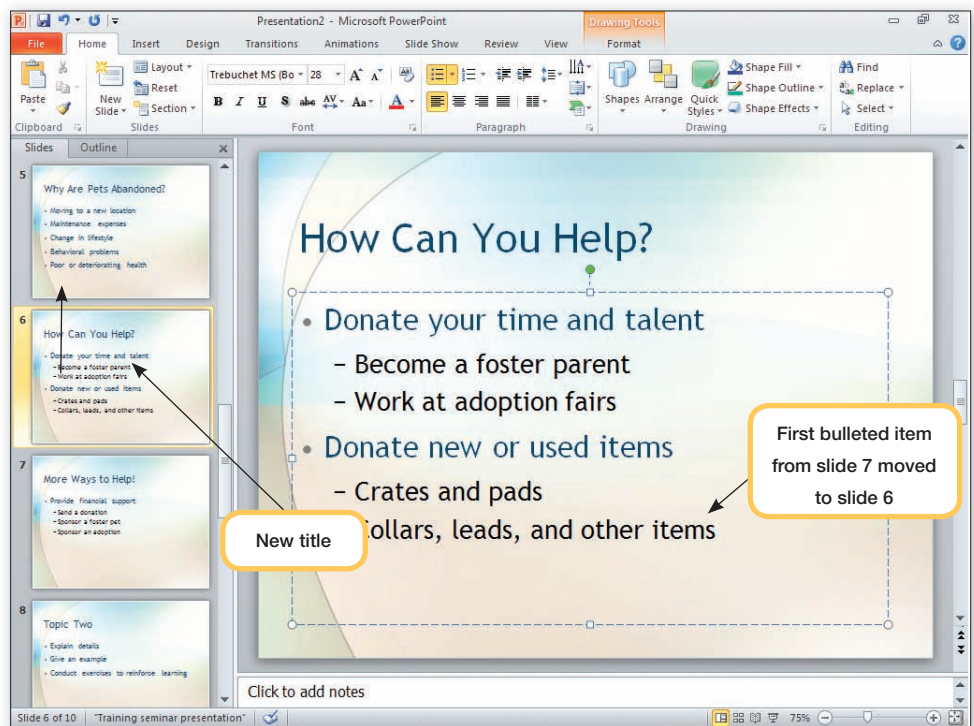 Presentation2 - Microsoft PowerPoint
Drawing Tools
File Home Insert Design Transitions Animations Slide Show Review View Format
Paste
Clipboard
New Slide
Layout
Reset
Section
Slides
Trebuchet MS (Bo 28
B I U S abc AV Aa A
Font
Paragraph
Shapes Arrange Quick Styles
Shape Fill
Shape Outline
Shape Effects
Drawing
Find
Replace
Select
Editing
Slides Outline
5
Why Are Pets Abandoned?
• Moving to a new location
• Maintenance expenses
• Change in lifestyle
• Behavioral problems
• Poor or deteriorating health
6
How Can You Help?
• Donate your time and talent
– Become a foster parent
– Work at adoption fairs
• Donate new or used items
– Crates and pads
– Collars, leads, and other items
7
More Ways to Help!
• Provide financial support
– Send a donation
– Sponsor a foster pet
– Sponsor an adoption
8
Topic Two
• Explain details
• Give an example
• Conduct exercises to reinforce learning
How Can You Help?
• Donate your time and talent
– Become a foster parent
– Work at adoption fairs
• Donate new or used items
– Crates and pads
Collars, leads, and other items
New title
First bulleted item
from slide 7 moved
to slide 6
Click to add notes
Slide 6 of 10 "Training seminar presentation" 75%